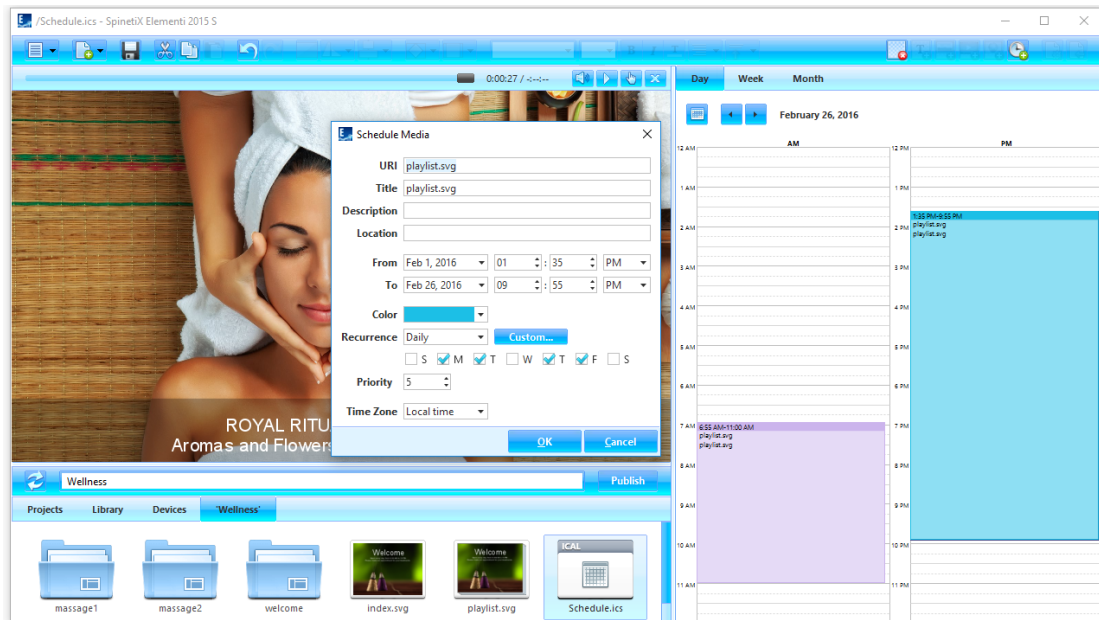 /Schedule.ics - SpinetiX Elementi 2015 S
0:00:27 / -:--:--
ROYAL RITU
Aromas and Flowers
Schedule Media
URI playlist.svg
Title playlist.svg
Description
Location
From Feb 1, 2016 01 : 35 PM
To Feb 26, 2016 09 : 55 PM
Color
Recurrence Daily Custom...
S M T W T F S
Priority 5
Time Zone Local time
OK Cancel
Wellness Publish
Projects Library Devices 'Wellness'
ICAL
Welcome Welcome
massage1 massage2 welcome index.svg playlist.svg Schedule.ics
Day Week Month
February 26, 2016
AM PM
12 AM 12 PM
1 AM 1 PM
1:35 PM-9:55 PM
playlist.svg
playlist.svg
2 AM 2 PM
3 AM 3 PM
4 AM 4 PM
5 AM 5 PM
6 AM 6 PM
7 AM 7 PM
6:55 AM-11:00 AM
playlist.svg
playlist.svg
8 AM 8 PM
9 AM 9 PM
10 AM 10 PM
11 AM 11 PM